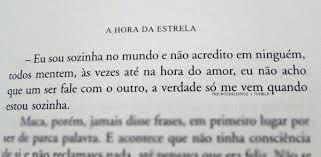 A HORA DA ESTRELA
– Eu sou sozinha no mundo e não acredito em ninguém,
todos mentem, às vezes até na hora do amor, eu não acho
que um ser fale com o outro, a verdade só me vem quando
estou sozinha.
Maca, porém, jamais disse frases, em primeiro lugar por
ser de parca palavra. E acontece que não tinha consciência
de si e não reclamava nada, até pensava que era feliz. Não